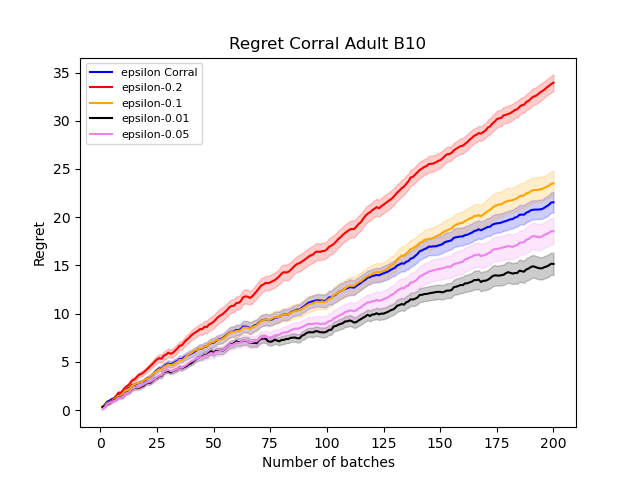 Regret Corral Adult B10
epsilon Corral
epsilon-0.2
epsilon-0.1
epsilon-0.01
epsilon-0.05
Regret
35
30
25
20
15
10
5
0
0 25 50 75 100 125 150 175 200
Number of batches